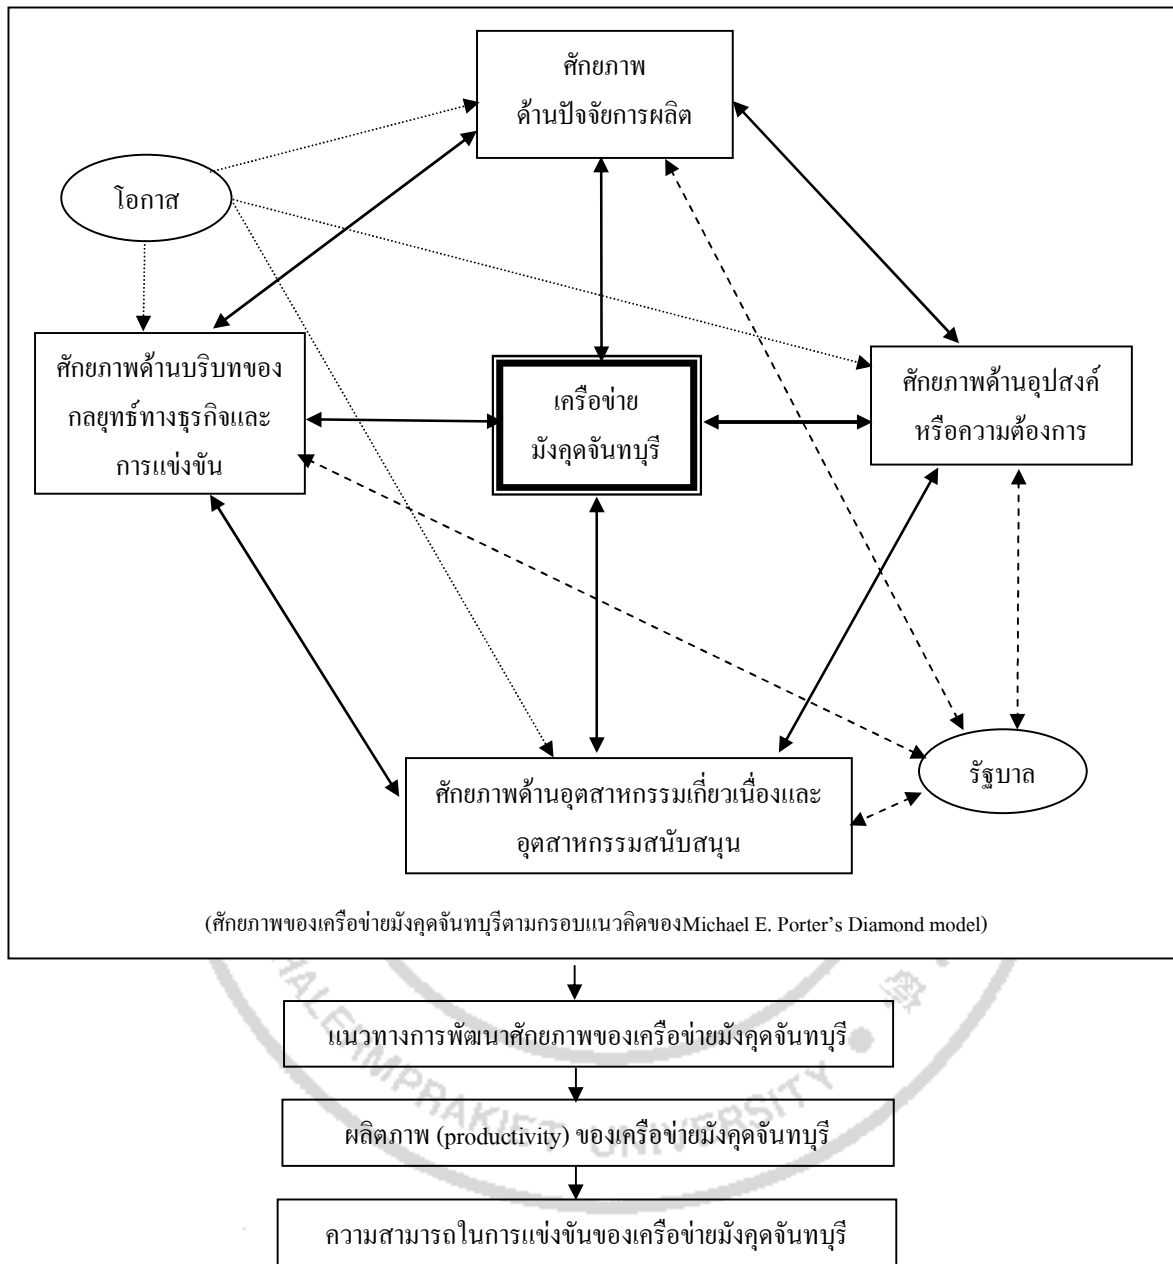 ศักยภาพ
ด้านปัจจัยการผลิต
โอกาส
ศักยภาพด้านบริบทของ
กลยุทธ์ทางธุรกิจและ
การแข่งขัน
เครือข่าย
มังคุดจันทบุรี
ศักยภาพด้านอุปสงค์
หรือความต้องการ
รัฐบาล
ศักยภาพด้านอุตสาหกรรมเกี่ยวเนื่องและ
อุตสาหกรรมสนับสนุน
(ศักยภาพของเครือข่ายมังคุดจันทบุรีตามกรอบแนวคิดของMichael E. Porter’s Diamond model)
แนวทางการพัฒนาศักยภาพของเครือข่ายมังคุดจันทบุรี
ผลิตภาพ (productivity) ของเครือข่ายมังคุดจันทบุรี
ความสามารถในการแข่งขันของเครือข่ายมังคุดจันทบุรี
UNIVERSITY